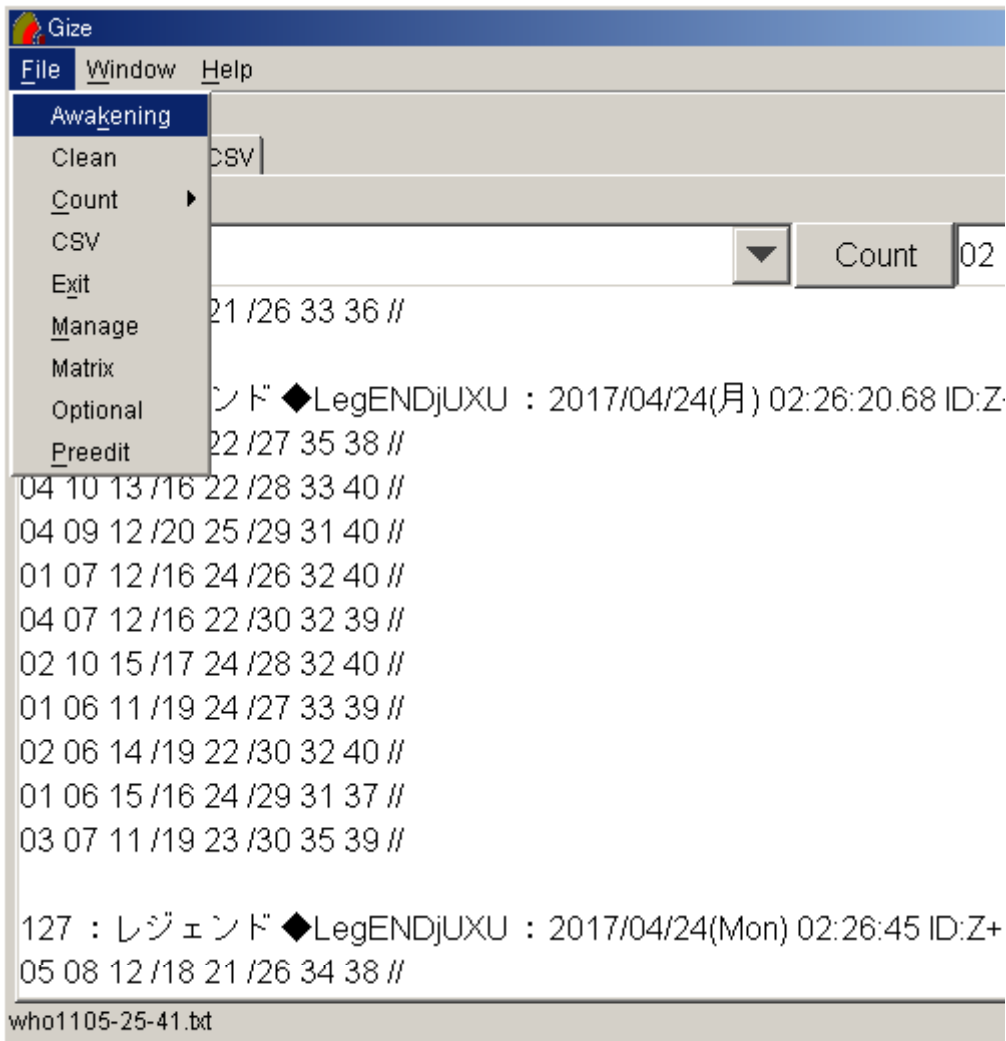 Gize
File Window Help
Awakening
Clean
Count
CSV
Exit
Manage
Matrix
Optional
Preedit
CSV
Count 02
21 /26 33 36 //
ンド ◆LegENDjUXU : 2017/04/24(月) 02:26:20.68 ID:Z
22 /27 35 38 //
04 10 13 /16 22 /28 33 40 //
04 09 12 /20 25 /29 31 40 //
01 07 12 /16 24 /26 32 40 //
04 07 12 /16 22 /30 32 39 //
02 10 15 /17 24 /28 32 40 //
01 06 11 /19 24 /27 33 39 //
02 06 14 /19 22 /30 32 40 //
01 06 15 /16 24 /29 31 37 //
03 07 11 /19 23 /30 35 39 //
127 : レジェンド ◆LegENDjUXU : 2017/04/24(Mon) 02:26:45 ID:Z+
05 08 12 /18 21 /26 34 38 //
who1105-25-41.txt